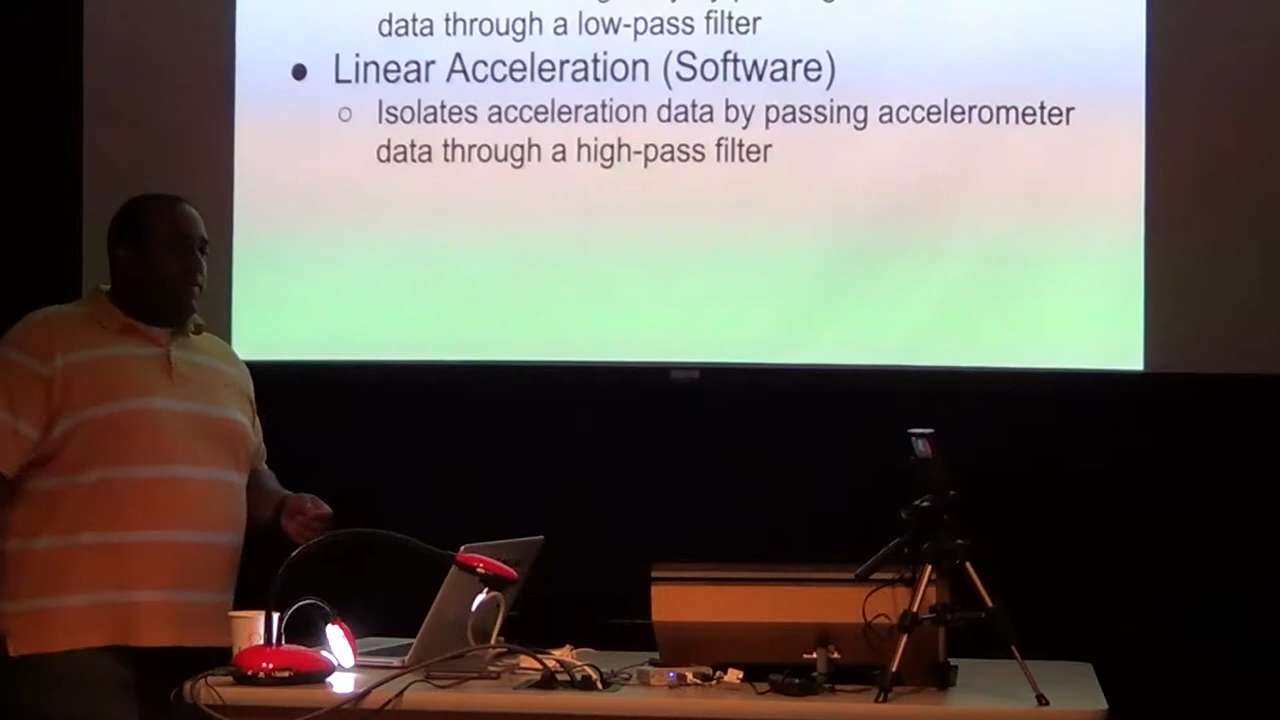 data through a low-pass filter
Linear Acceleration (Software)
Isolates acceleration data by passing accelerometer
data through a high-pass filter